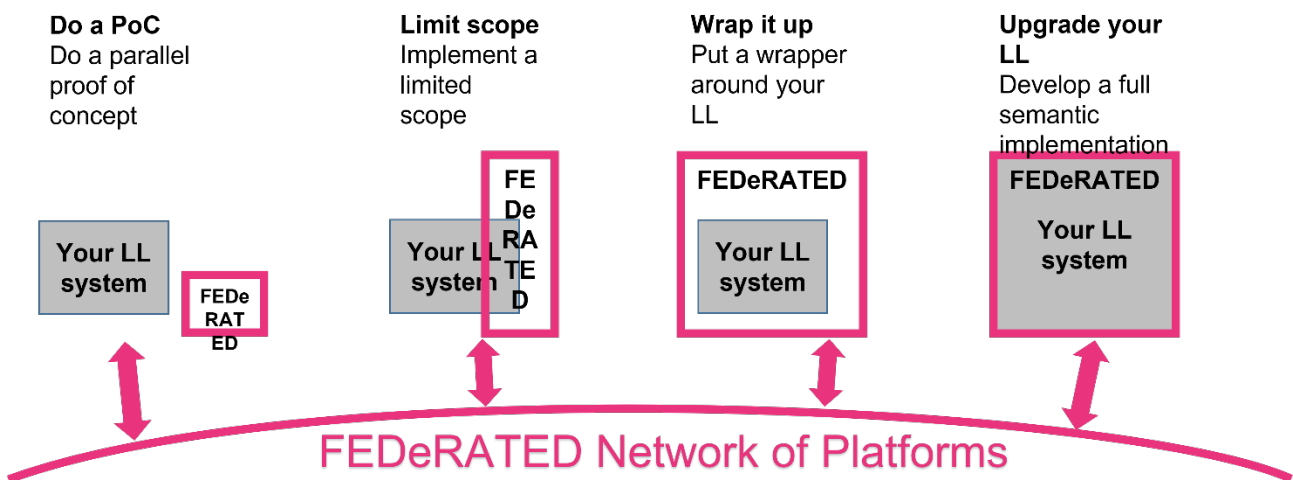 Do a PoC
Do a parallel
proof of
concept
Limit scope
Implement a
limited
scope
Wrap it up
Put a wrapper
around your
LL
Upgrade your
LL
Develop a full
semantic
implementation
Your LL
system
FEDe
RAT
ED
Your LL
system
FE
De
RA
TE
D
FEDeRATED
Your LL
system
FEDeRATED
Your LL
system
FEDeRATED Network of Platforms